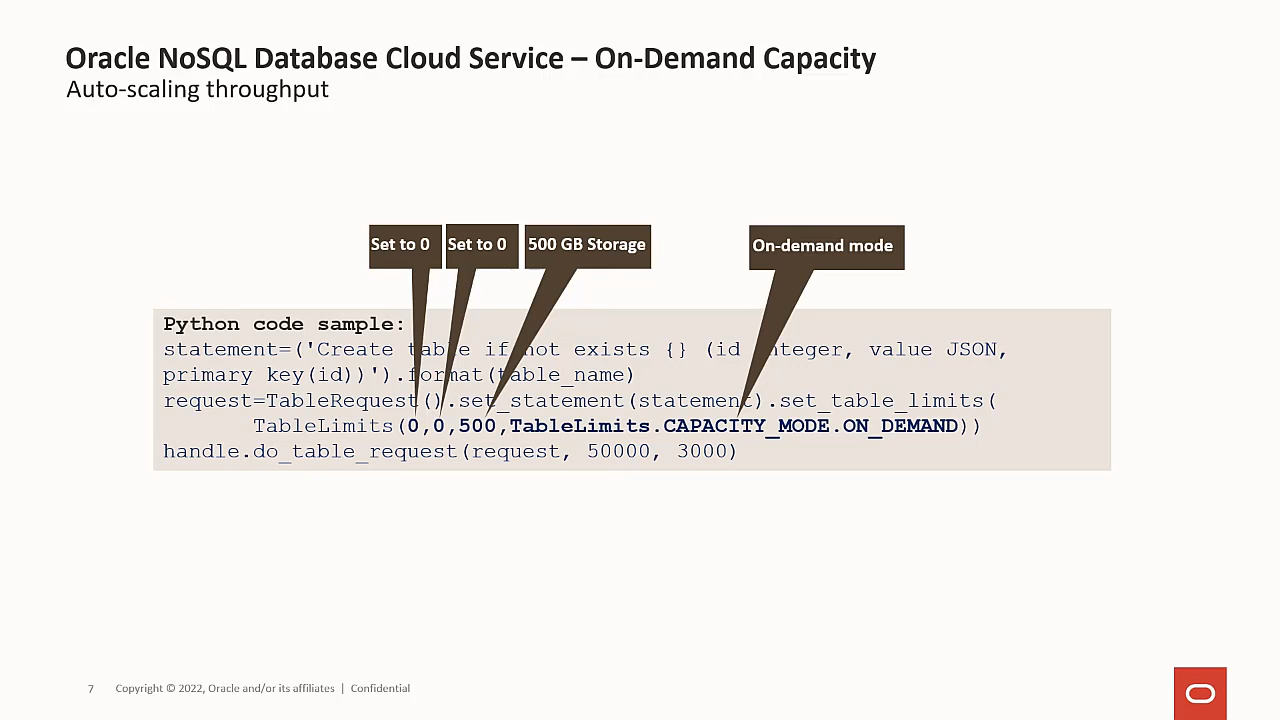 Oracle NoSQL Database Cloud Service – On-Demand Capacity
Auto-scaling throughput
Set to 0
Set to 0
500 GB Storage
On-demand mode
Python code sample:
statement=('Create table if not exists {} (id integer, value JSON,
primary key(id))').format(table_name)
request=TableRequest().set_statement(statement).set_table_limits(
TableLimits(0,0,500,TableLimits.CAPACITY_MODE.ON_DEMAND))
handle.do_table_request(request, 50000, 3000)
7 Copyright © 2022, Oracle and/or its affiliates | Confidential